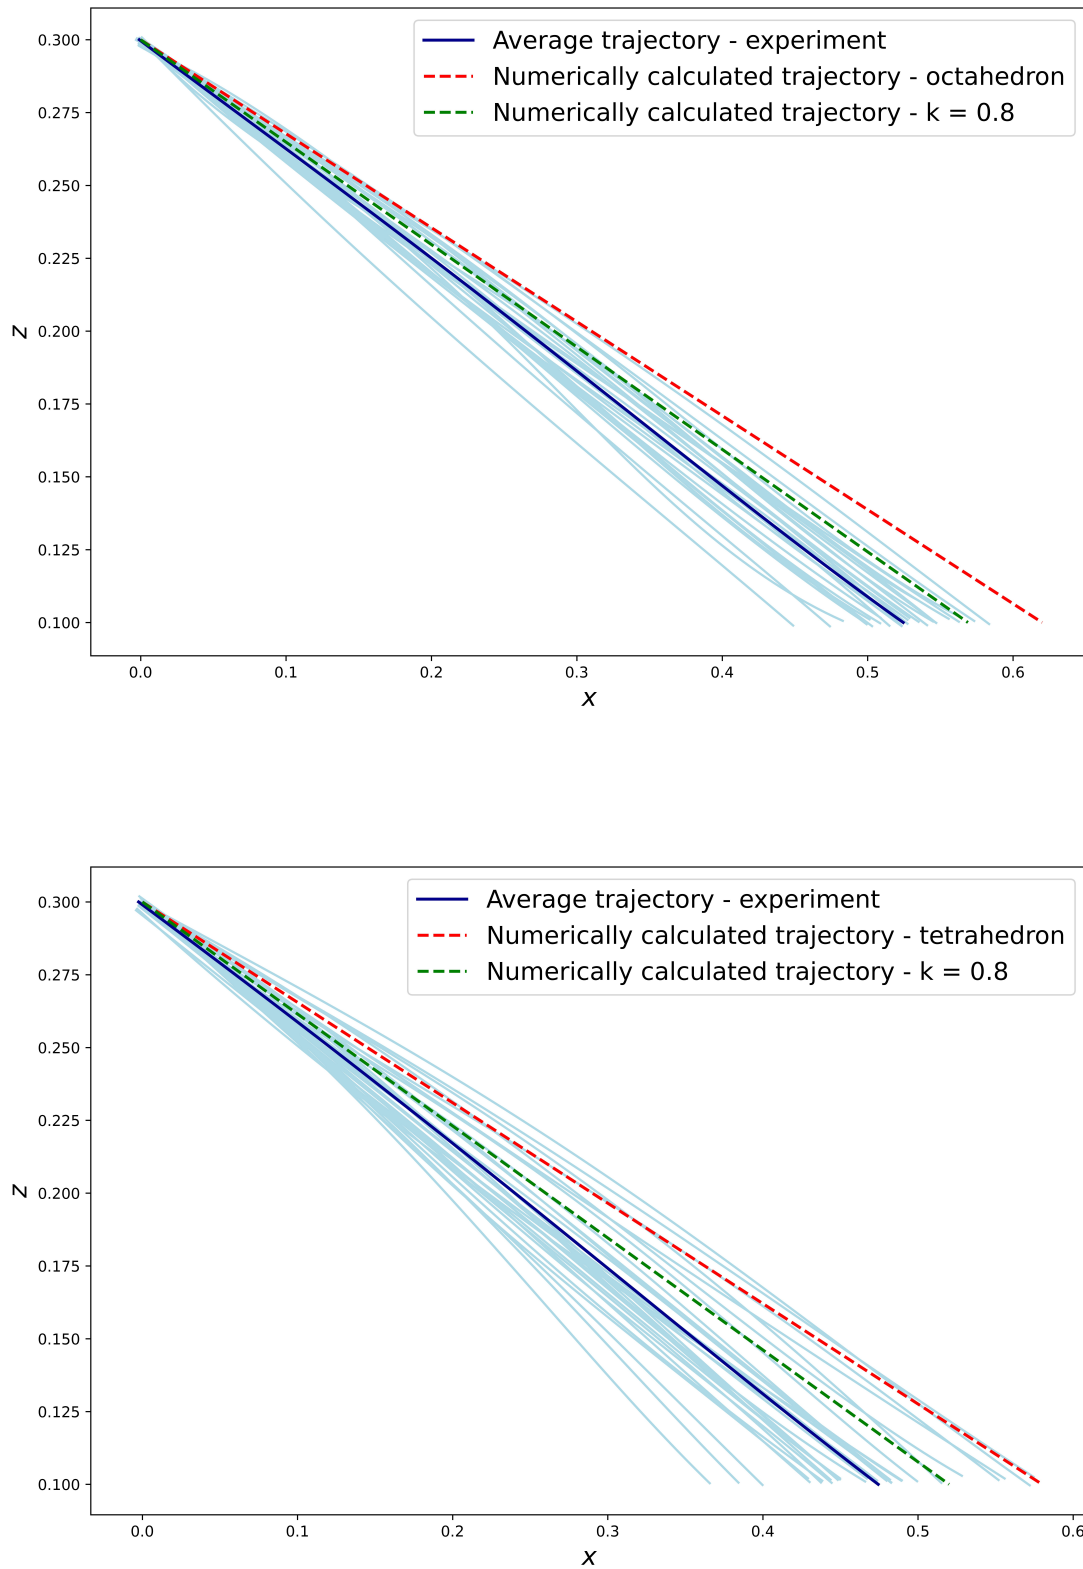 Average trajectory - experiment
Numerically calculated trajectory - octahedron
Numerically calculated trajectory - k = 0.8
0.300
0.275
0.250
0.225
0.200
0.175
0.150
0.125
0.100
z
0.0 0.1 0.2 0.3 0.4 0.5 0.6
x
Average trajectory - experiment
Numerically calculated trajectory - tetrahedron
Numerically calculated trajectory - k = 0.8
0.300
0.275
0.250
0.225
0.200
0.175
0.150
0.125
0.100
z
0.0 0.1 0.2 0.3 0.4 0.5 0.6
x